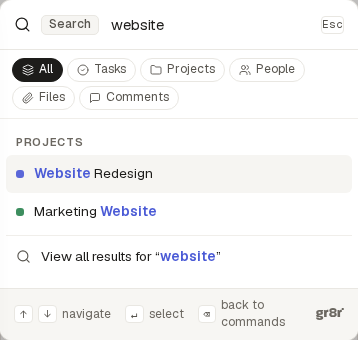 Search website Esc
All Tasks Projects People
Files Comments
PROJECTS
Website Redesign
Marketing Website
View all results for “website”
↑ ↓ navigate ↵ select ⌫ back to
commands
gr8r